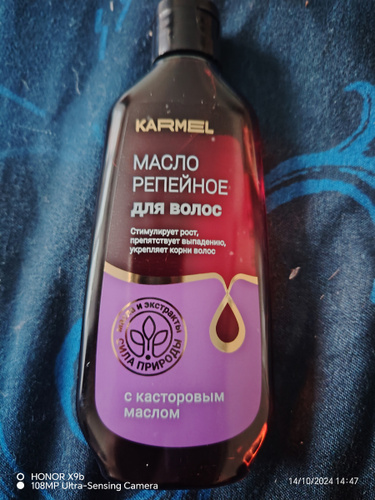 KARMEL
МАСЛО
РЕПЕЙНОЕ
для волос
Стимулирует рост,
препятствует выпадению,
укрепляет корни волос
и экстракты
СИЛА ПРИРОДЫ
с касторовым
маслом
HONOR X9b
108MP Ultra-Sensing Camera
14/10/2024 14:47